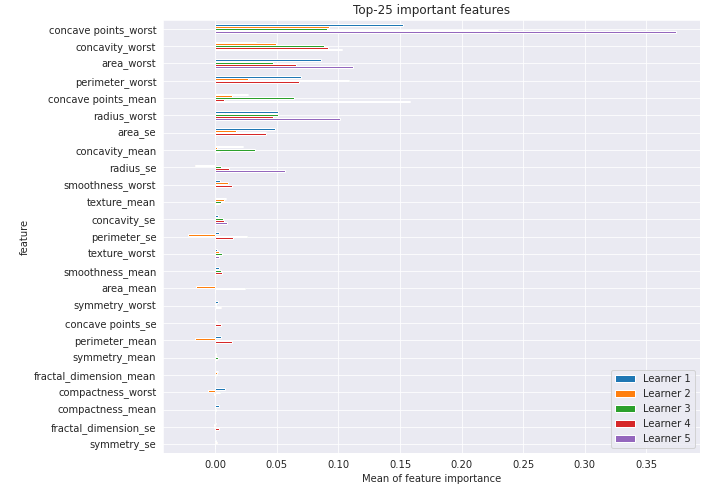 Top-25 important features
concave points_worst
concavity_worst
area_worst
perimeter_worst
concave points_mean
radius_worst
area_se
concavity_mean
radius_se
smoothness_worst
texture_mean
concavity_se
perimeter_se
texture_worst
smoothness_mean
area_mean
symmetry_worst
concave points_se
perimeter_mean
symmetry_mean
fractal_dimension_mean
compactness_worst
compactness_mean
fractal_dimension_se
symmetry_se
feature
Learner 1
Learner 2
Learner 3
Learner 4
Learner 5
0.00 0.05 0.10 0.15 0.20 0.25 0.30 0.35
Mean of feature importance